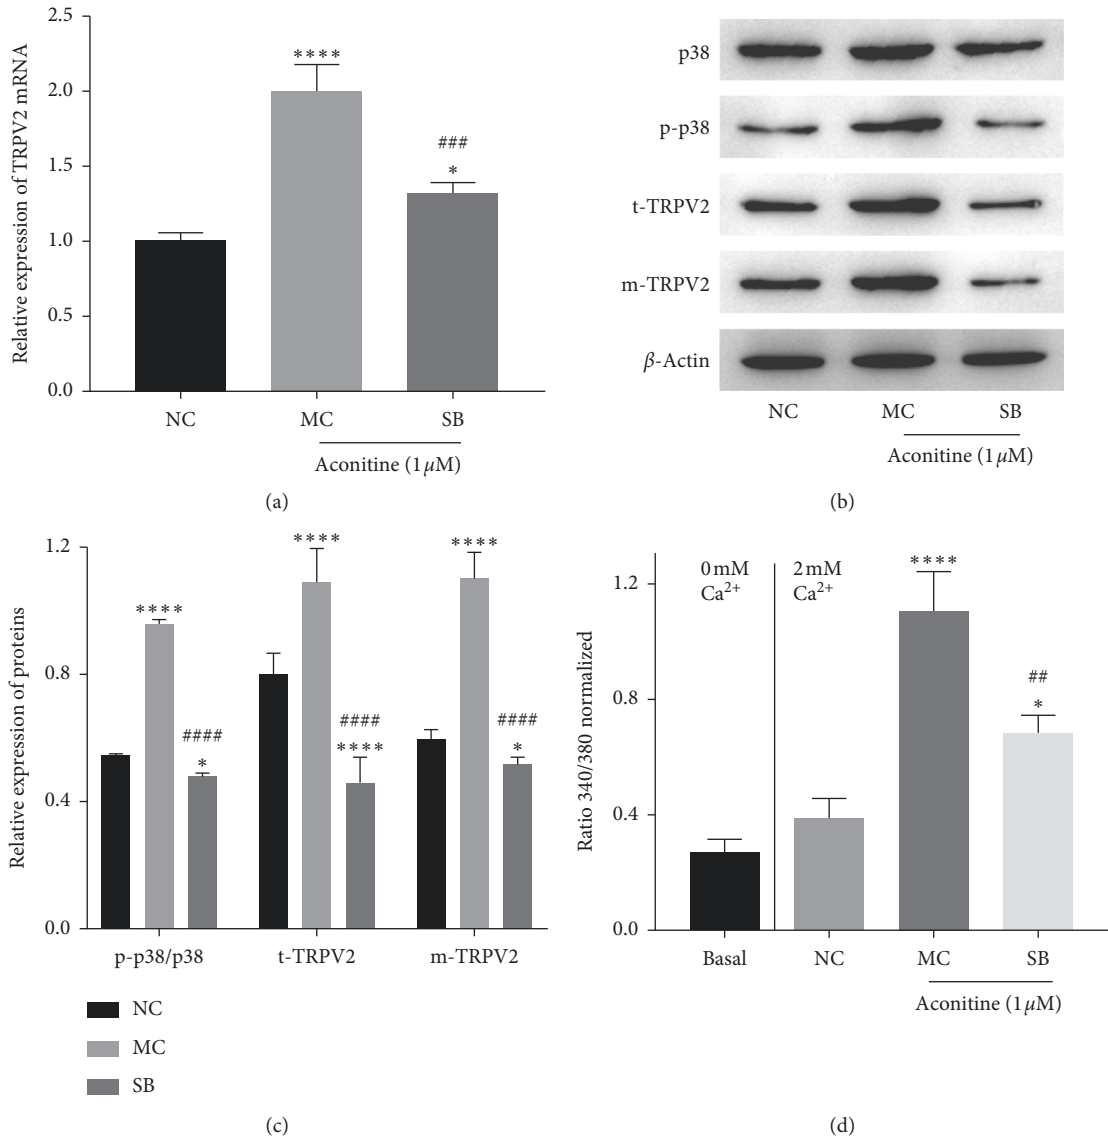 Relative expression of TRPV2 mRNA
2.5
2.0
1.5
1.0
0.5
0.0
****
###
*
NC
MC
SB
Aconitine (1 μM)
(a)
p38
p-p38
t-TRPV2
m-TRPV2
β-Actin
NC
MC
SB
Aconitine (1 μM)
(b)
Relative expression of proteins
1.2
0.8
0.4
0.0
****
####
*
****
####
****
****
####
*
p-p38/p38
t-TRPV2
m-TRPV2
NC
MC
SB
(c)
Ratio 340/380 normalized
1.2
0.8
0.4
0.0
0 mM
Ca²⁺
2 mM
Ca²⁺
****
##
*
Basal
NC
MC
SB
Aconitine (1 μM)
(d)